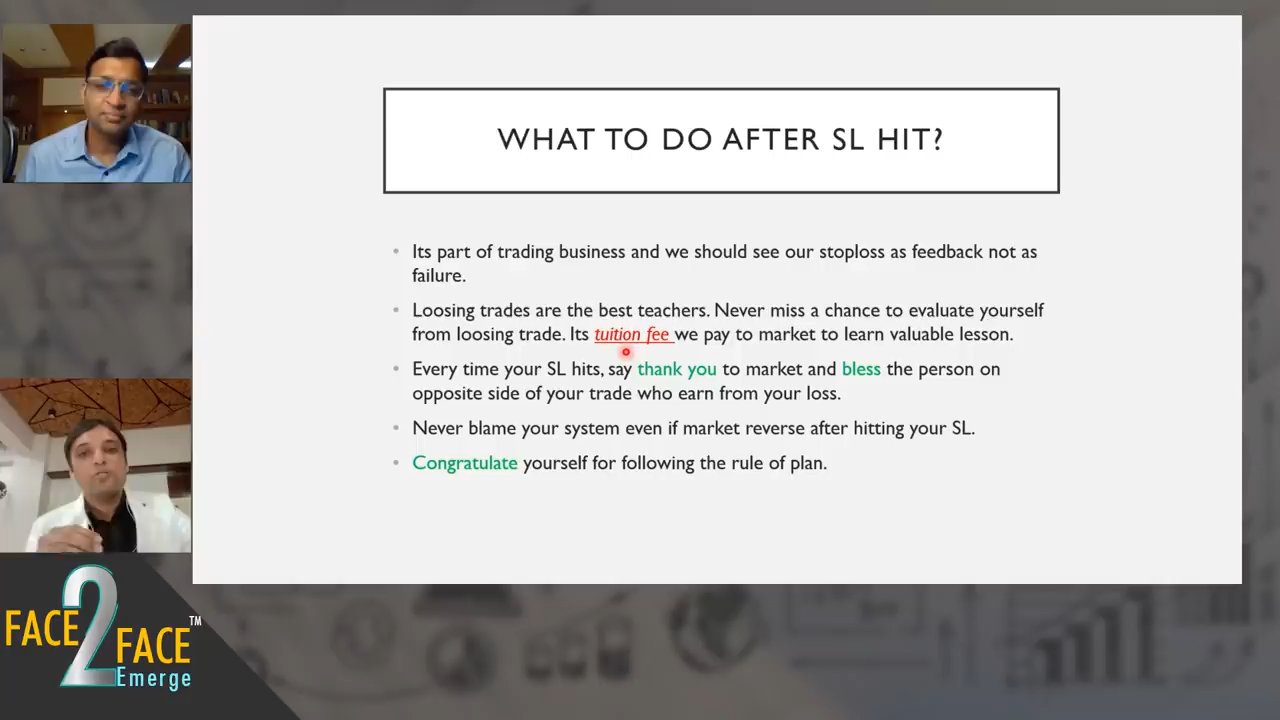 WHAT TO DO AFTER SL HIT?
• Its part of trading business and we should see our stoploss as feedback not as
failure.
• Loosing trades are the best teachers. Never miss a chance to evaluate yourself
from loosing trade. Its tuition fee we pay to market to learn valuable lesson.
• Every time your SL hits, say thank you to market and bless the person on
opposite side of your trade who earn from your loss.
• Never blame your system even if market reverse after hitting your SL.
• Congratulate yourself for following the rule of plan.
FACE 2 FACE™
Emerge